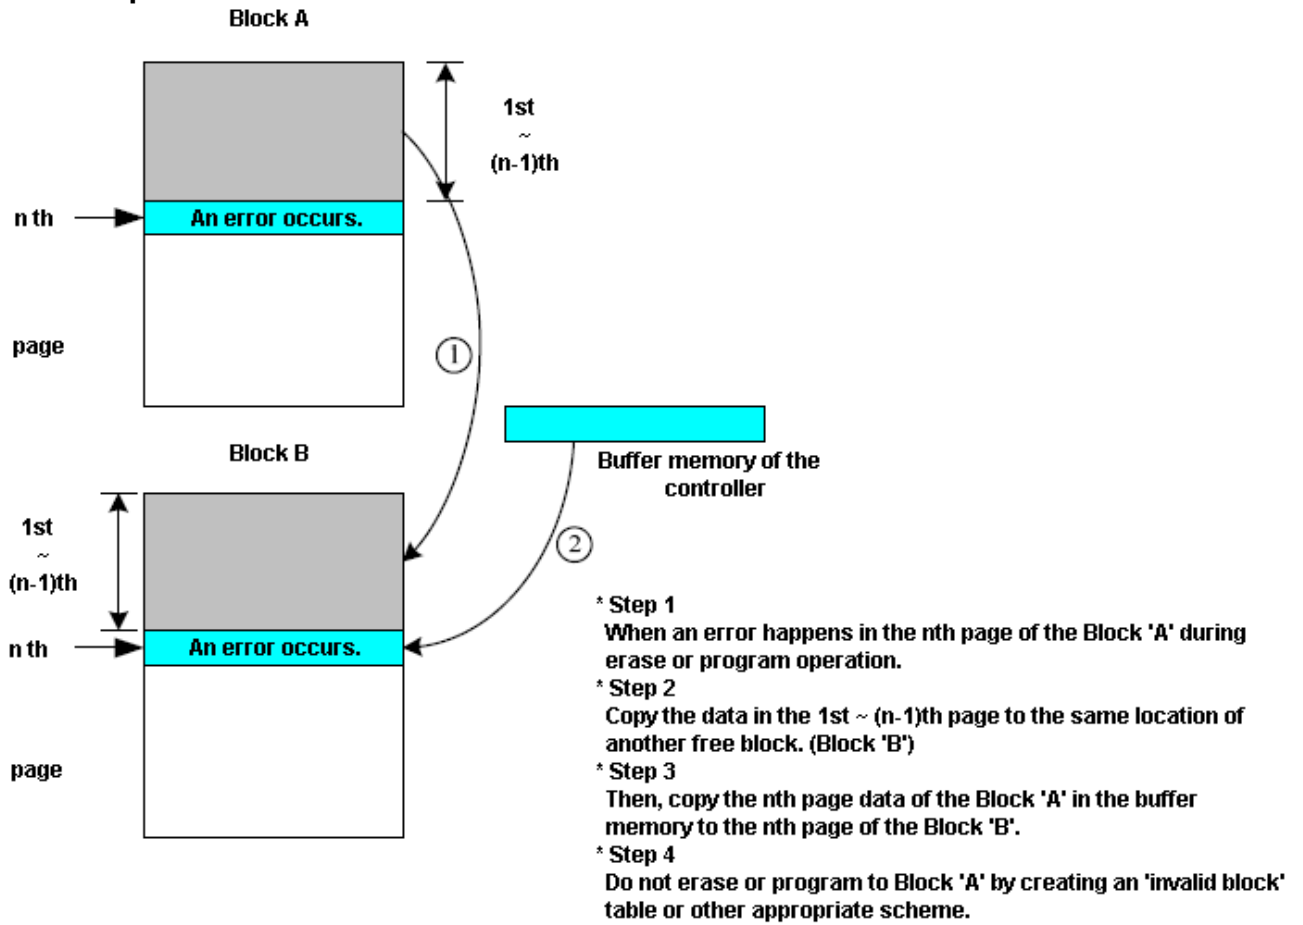 Block A
1st
~
(n-1)th
n th
An error occurs.
page
1
Block B
Buffer memory of the
controller
1st
~
(n-1)th
2
n th
An error occurs.
page
* Step 1
When an error happens in the nth page of the Block 'A' during
erase or program operation.
* Step 2
Copy the data in the 1st ~ (n-1)th page to the same location of
another free block. (Block 'B')
* Step 3
Then, copy the nth page data of the Block 'A' in the buffer
memory to the nth page of the Block 'B'.
* Step 4
Do not erase or program to Block 'A' by creating an 'invalid block'
table or other appropriate scheme.